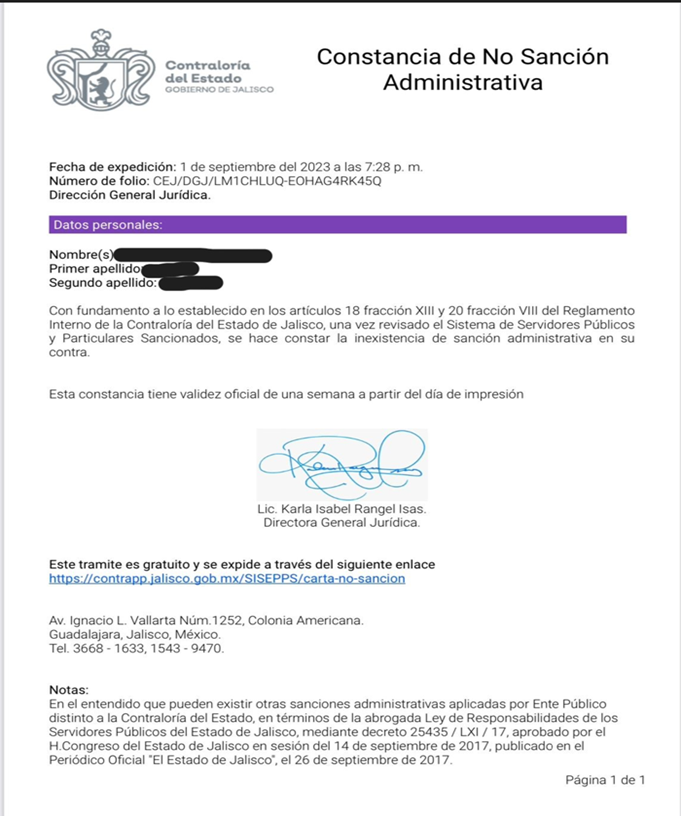 Contraloría
del Estado
GOBIERNO DE JALISCO
Constancia de No Sanción
Administrativa
Fecha de expedición: 1 de septiembre del 2023 a las 7:28 p. m.
Número de folio: CEJ/DGJ/LM1CHLUQ-EOHAG4RK45Q
Dirección General Jurídica.
Datos personales:
Nombre(s)
Primer apellido
Segundo apellido:
Con fundamento a lo establecido en los artículos 18 fracción XIII y 20 fracción VIII del Reglamento
Interno de la Contraloría del Estado de Jalisco, una vez revisado el Sistema de Servidores Públicos
y Particulares Sancionados, se hace constar la inexistencia de sanción administrativa en su
contra.
Esta constancia tiene validez oficial de una semana a partir del día de impresión
Lic. Karla Isabel Rangel Isas.
Directora General Jurídica.
Este tramite es gratuito y se expide a través del siguiente enlace
https://contrapp.jalisco.gob.mx/SISEPPS/carta-no-sancion
Av. Ignacio L. Vallarta Núm.1252, Colonia Americana.
Guadalajara, Jalisco, México.
Tel. 3668 - 1633, 1543 - 9470.
Notas:
En el entendido que pueden existir otras sanciones administrativas aplicadas por Ente Público
distinto a la Contraloría del Estado, en términos de la abrogada Ley de Responsabilidades de los
Servidores Públicos del Estado de Jalisco, mediante decreto 25435 / LXI / 17, aprobado por el
H.Congreso del Estado de Jalisco en sesión del 14 de septiembre de 2017, publicado en el
Periódico Oficial "El Estado de Jalisco", el 26 de septiembre de 2017.
Página 1 de 1